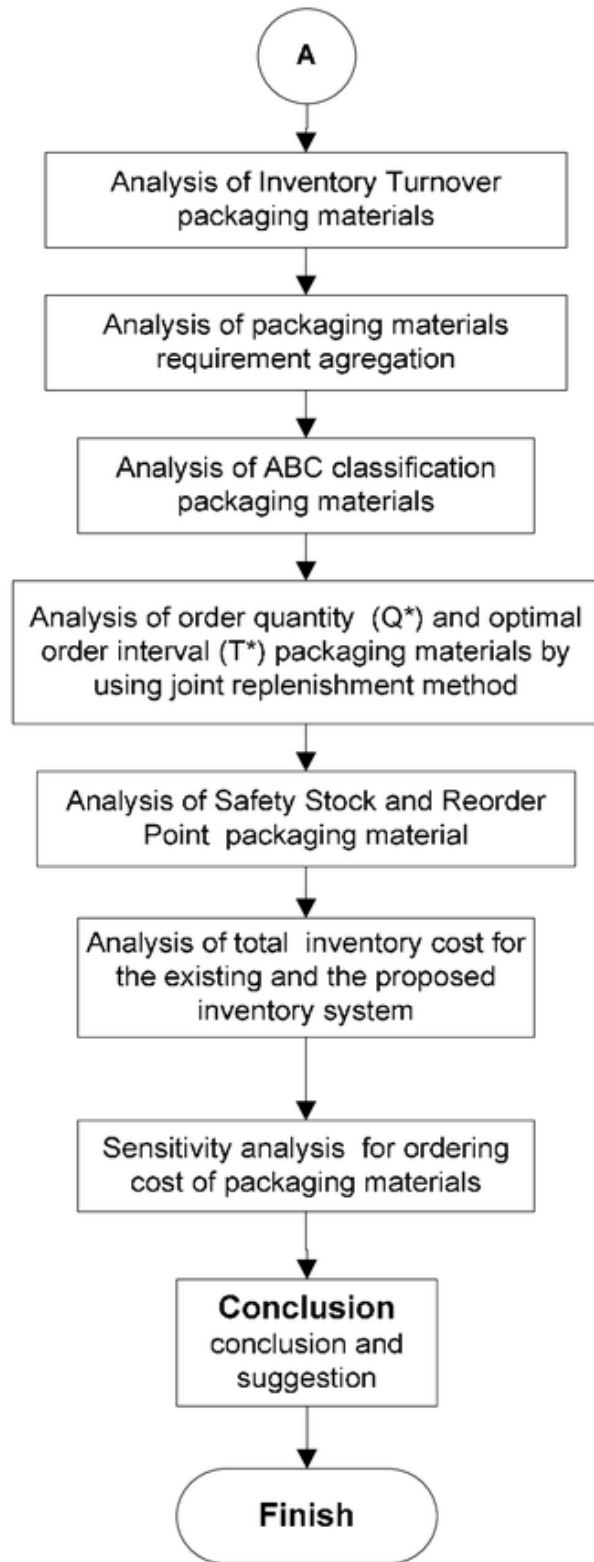 A
Analysis of Inventory Turnover
packaging materials
Analysis of packaging materials
requirement agregation
Analysis of ABC classification
packaging materials
Analysis of order quantity (Q*) and optimal
order interval (T*) packaging materials by
using joint replenishment method
Analysis of Safety Stock and Reorder
Point packaging material
Analysis of total inventory cost for
the existing and the proposed
inventory system
Sensitivity analysis for ordering
cost of packaging materials
Conclusion
conclusion and
suggestion
Finish